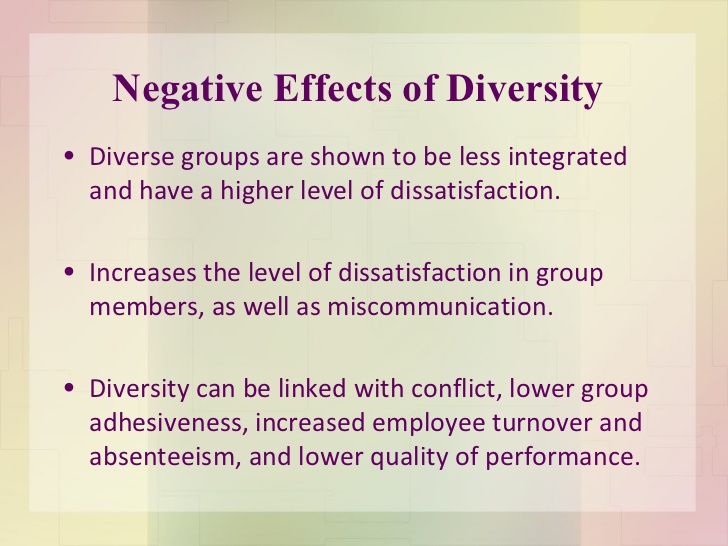 Negative Effects of Diversity
• Diverse groups are shown to be less integrated
and have a higher level of dissatisfaction.
• Increases the level of dissatisfaction in group
members, as well as miscommunication.
• Diversity can be linked with conflict, lower group
adhesiveness, increased employee turnover and
absenteeism, and lower quality of performance.